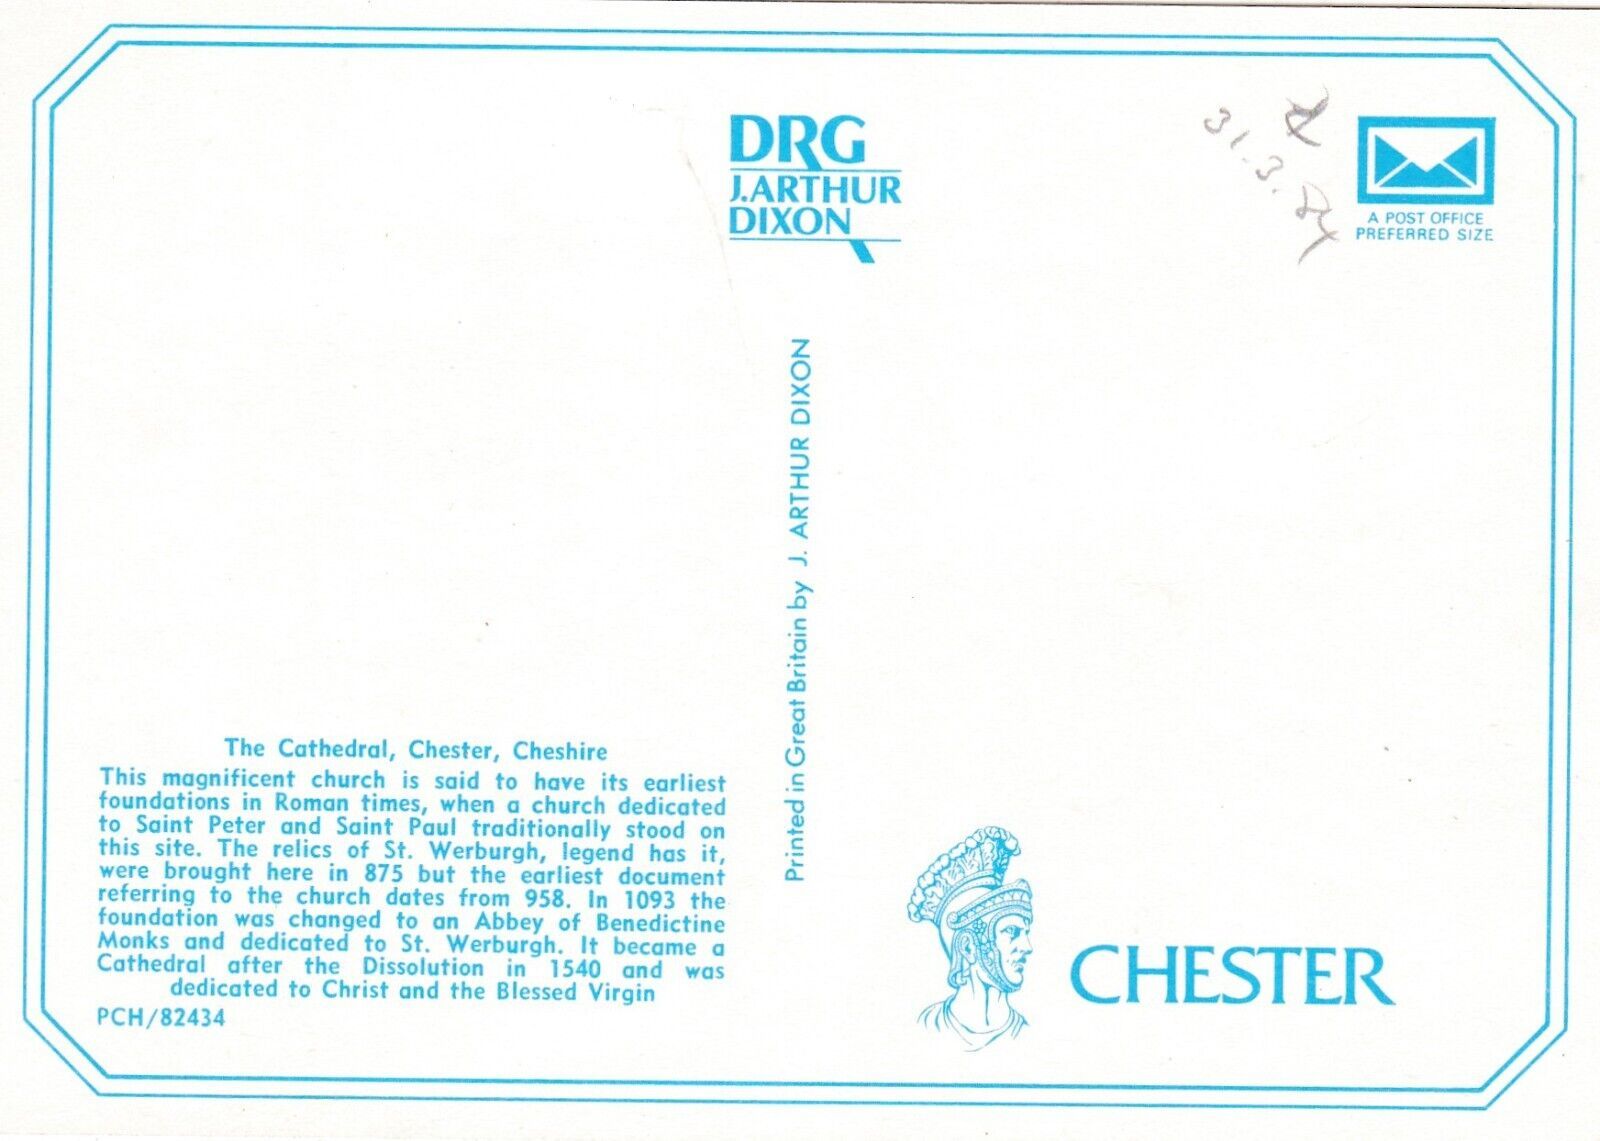 DRG
J.ARTHUR
DIXON
A POST OFFICE
PREFERRED SIZE
31.3.84
Printed in Great Britain by J. ARTHUR DIXON
The Cathedral, Chester, Cheshire
This magnificent church is said to have its earliest
foundations in Roman times, when a church dedicated
to Saint Peter and Saint Paul traditionally stood on
this site. The relics of St. Werburgh, legend has it,
were brought here in 875 but the earliest document
referring to the church dates from 958. In 1093 the
foundation was changed to an Abbey of Benedictine
Monks and dedicated to St. Werburgh. It became a
Cathedral after the Dissolution in 1540 and was
dedicated to Christ and the Blessed Virgin
PCH/82434
CHESTER